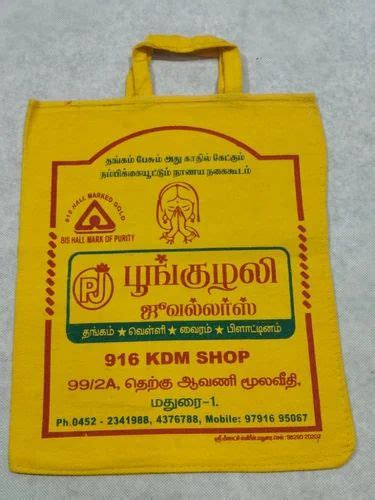 தங்கம் பேசும் அது காதில் கேட்கும்
நம்பிக்கையூட்டும் நாணய நகைகூடம்
916 HALL MARKED GOLD
BIS HALL MARK OF PURITY
PJ
பூங்குழலி
ஜுவல்லர்ஸ்
தங்கம் ★ வெள்ளி ★ வைரம் ★ பிளாட்டினம்
916 KDM SHOP
99/2A, தெற்கு ஆவணி மூலவீதி,
மதுரை-1.
Ph.0452 - 2341988, 4376788, Mobile: 97916 95067